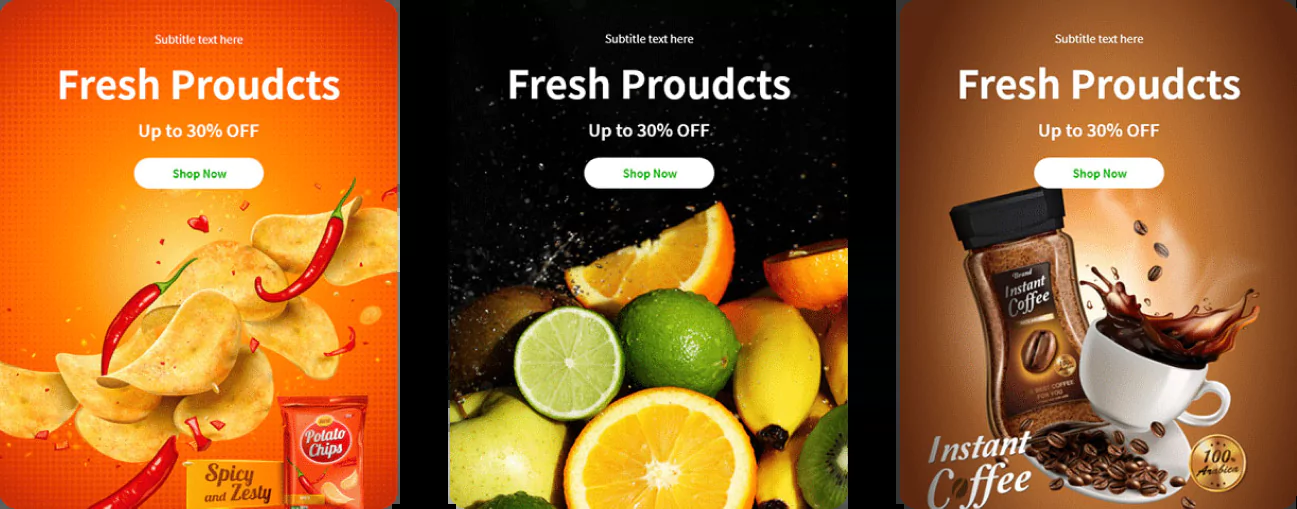 Subtitle text here
Fresh Proudcts
Up to 30% OFF
Shop Now
Potato
Chips
Spicy
and Zesty
Subtitle text here
Fresh Proudcts
Up to 30% OFF
Shop Now
Subtitle text here
Fresh Proudcts
Up to 30% OFF
Shop Now
Brand
Instant
Coffee
BEST COFFEE
FOR YOU
Instant
Coffee
100%
Arabica